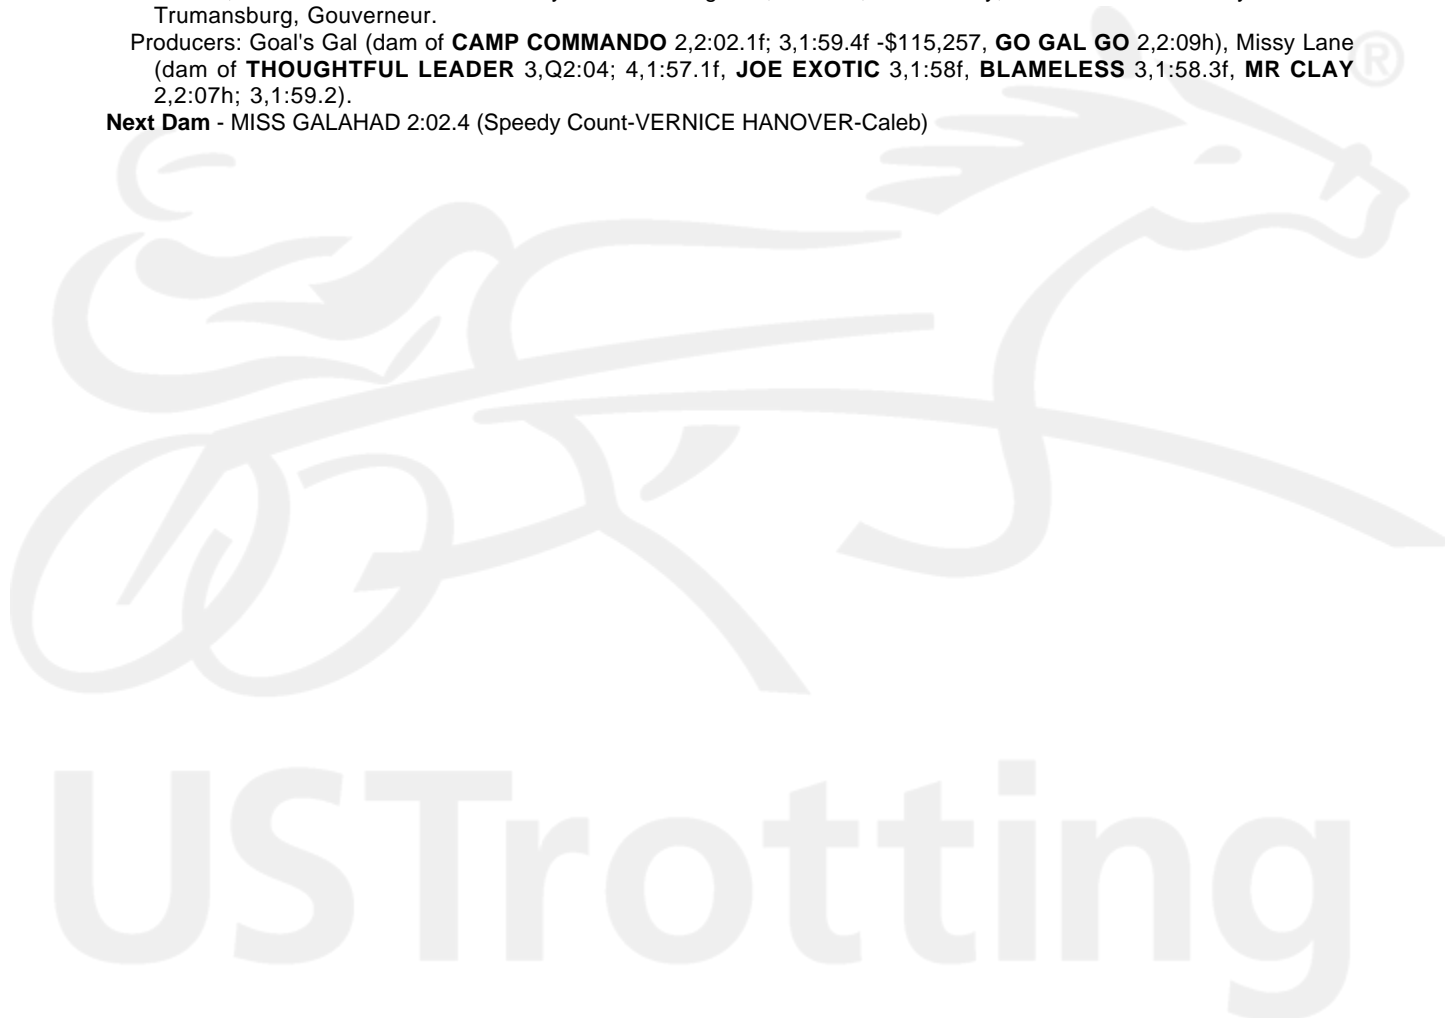 Trumansburg, Gouverneur.
Producers: Goal's Gal (dam of CAMP COMMANDO 2,2:02.1f; 3,1:59.4f -$115,257, GO GAL GO 2,2:09h), Missy Lane
(dam of THOUGHTFUL LEADER 3,Q2:04; 4,1:57.1f, JOE EXOTIC 3,1:58f, BLAMELESS 3,1:58.3f, MR CLAY
2,2:07h; 3,1:59.2).
Next Dam - MISS GALAHAD 2:02.4 (Speedy Count-VERNICE HANOVER-Caleb)
®
USTrotting